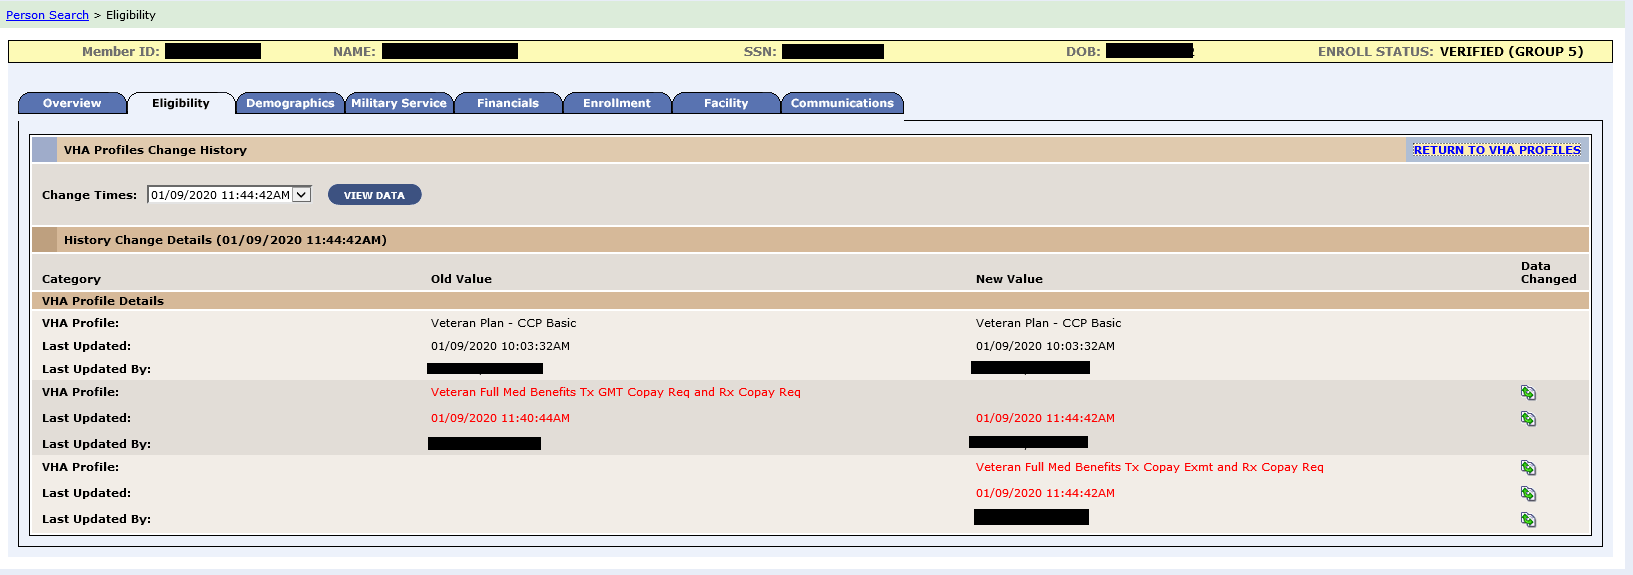 Person Search > Eligibility
Member ID: NAME: SSN: DOB: ENROLL STATUS: VERIFIED (GROUP 5)
Overview Eligibility Demographics Military Service Financials Enrollment Facility Communications
VHA Profiles Change History RETURN TO VHA PROFILES
Change Times: 01/09/2020 11:44:42AM VIEW DATA
History Change Details (01/09/2020 11:44:42AM)
Category Old Value New Value Data Changed
VHA Profile Details
VHA Profile: Veteran Plan - CCP Basic Veteran Plan - CCP Basic
Last Updated: 01/09/2020 10:03:32AM 01/09/2020 10:03:32AM
Last Updated By:
VHA Profile: Veteran Full Med Benefits Tx GMT Copay Req and Rx Copay Req
Last Updated: 01/09/2020 11:40:44AM 01/09/2020 11:44:42AM
Last Updated By:
VHA Profile: Veteran Full Med Benefits Tx Copay Exmt and Rx Copay Req
Last Updated: 01/09/2020 11:44:42AM
Last Updated By: